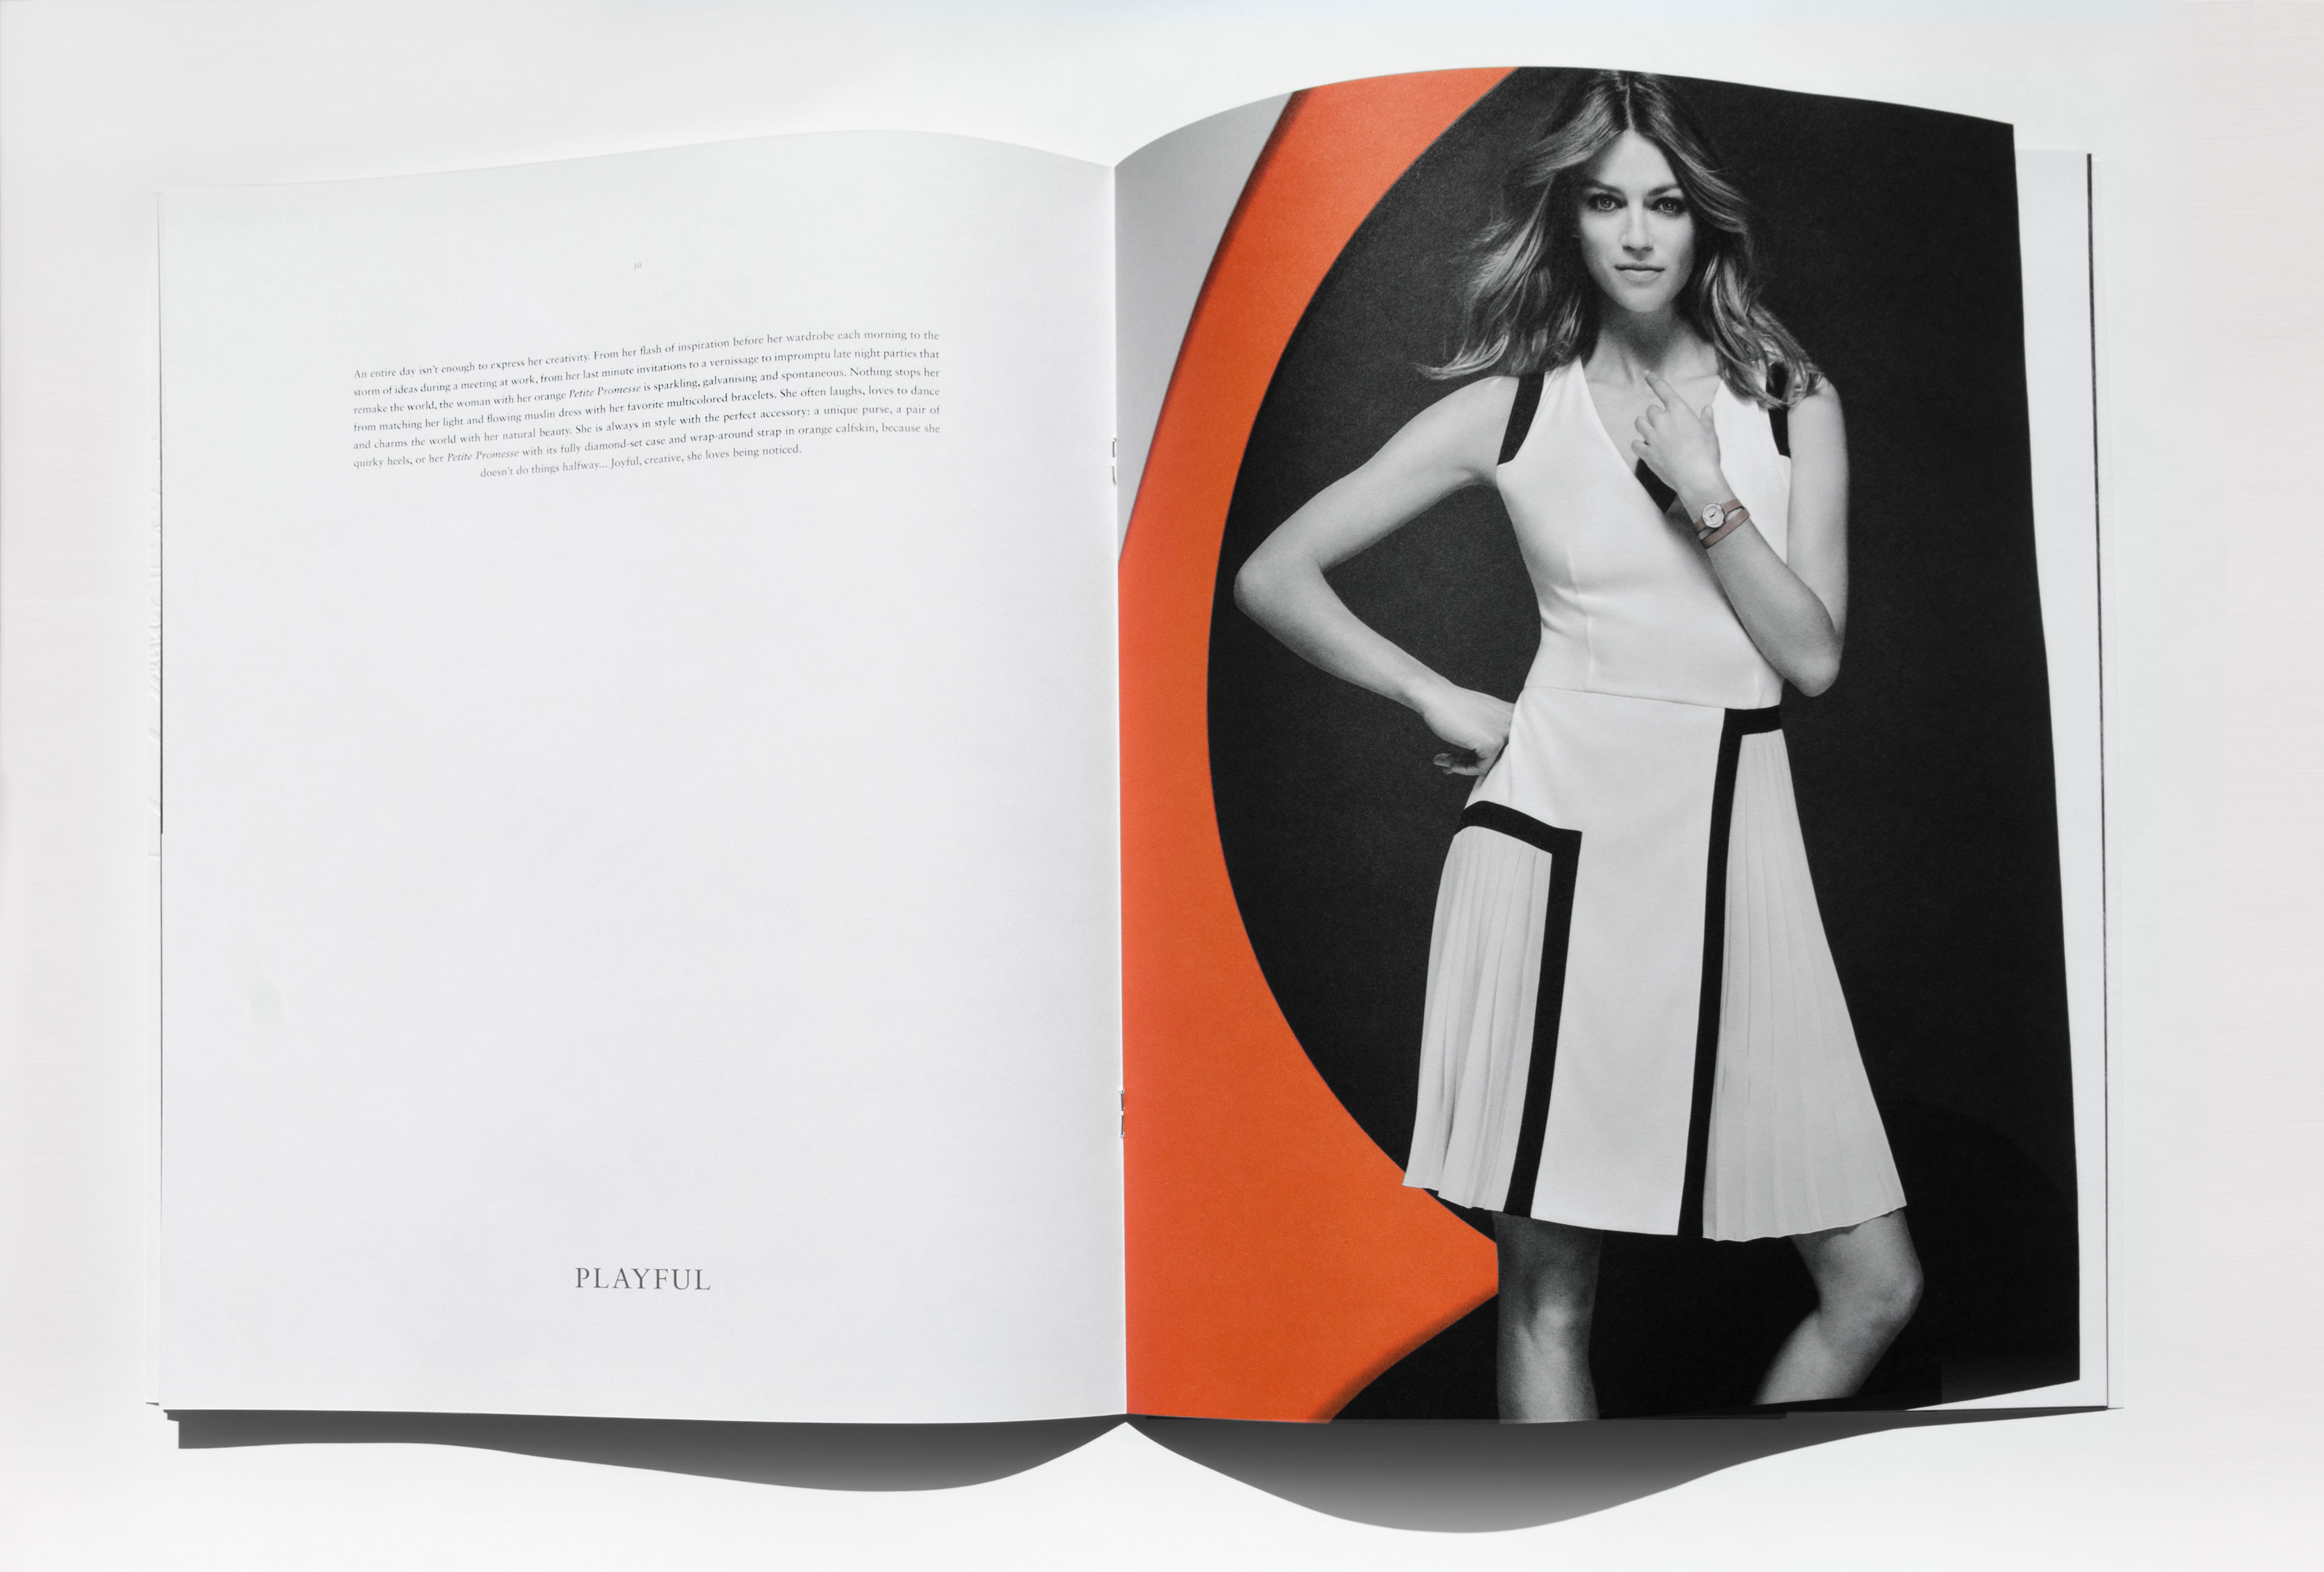 10
An entire day isn't enough to express her creativity. From her flash of inspiration before her wardrobe each morning to the
storm of ideas during a meeting at work, from her last minute invitations to a vernissage to impromptu late night parties that
remake the world, the woman with her orange Petite Promesse is sparkling, galvanising and spontaneous. Nothing stops her
from matching her light and flowing muslin dress with her favorite multicolored bracelets. She often laughs, loves to dance
and charms the world with her natural beauty. She is always in style with the perfect accessory: a unique purse, a pair of
quirky heels, or her Petite Promesse with its fully diamond-set case and wrap-around strap in orange calfskin, because she
doesn't do things halfway... Joyful, creative, she loves being noticed.
PLAYFUL